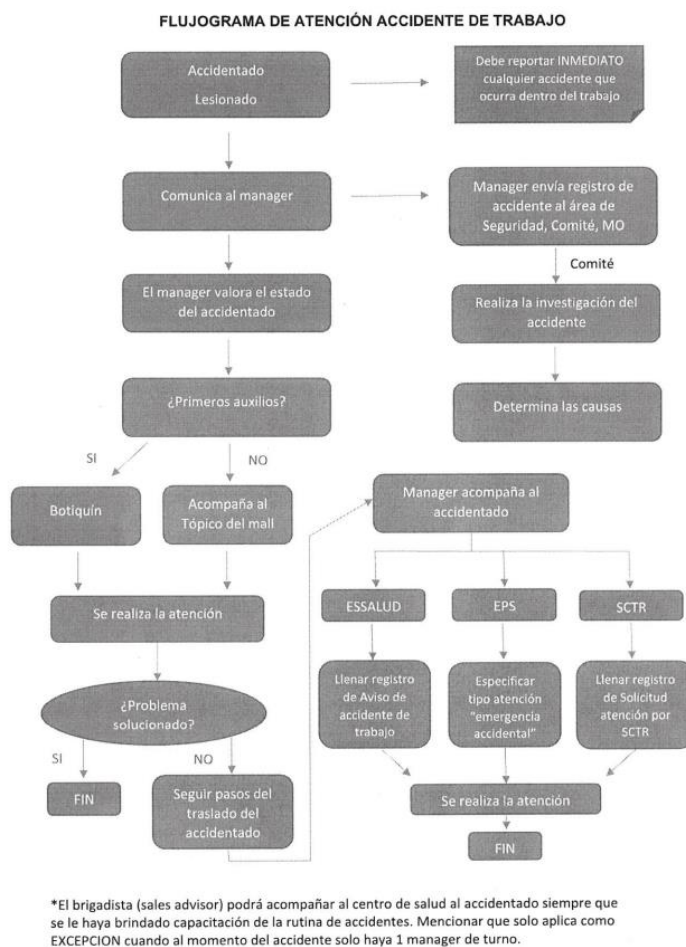 FLUJOGRAMA DE ATENCIÓN ACCIDENTE DE TRABAJO
Accidentado
Lesionado
Debe reportar INMEDIATO
cualquier accidente que
ocurra dentro del trabajo
Comunica al manager
Manager envía registro de
accidente al área de
Seguridad, Comité, MO
Comité
El manager valora el estado
del accidentado
Realiza la investigación del
accidente
¿Primeros auxilios?
Determina las causas
SI
NO
Botiquín
Acompaña al
Tópico del mall
Manager acompaña al
accidentado
Se realiza la atención
ESSALUD
EPS
SCTR
¿Problema
solucionado?
Llenar registro
de Aviso de
accidente de
trabajo
Especificar
tipo atención
"emergencia
accidental"
Llenar registro
de Solicitud
atención por
SCTR
SI
NO
FIN
Seguir pasos del
traslado del
accidentado
Se realiza la atención
FIN
*El brigadista (sales advisor) podrá acompañar al centro de salud al accidentado siempre que
se le haya brindado capacitación de la rutina de accidentes. Mencionar que solo aplica como
EXCEPCION cuando al momento del accidente solo haya 1 manager de turno.